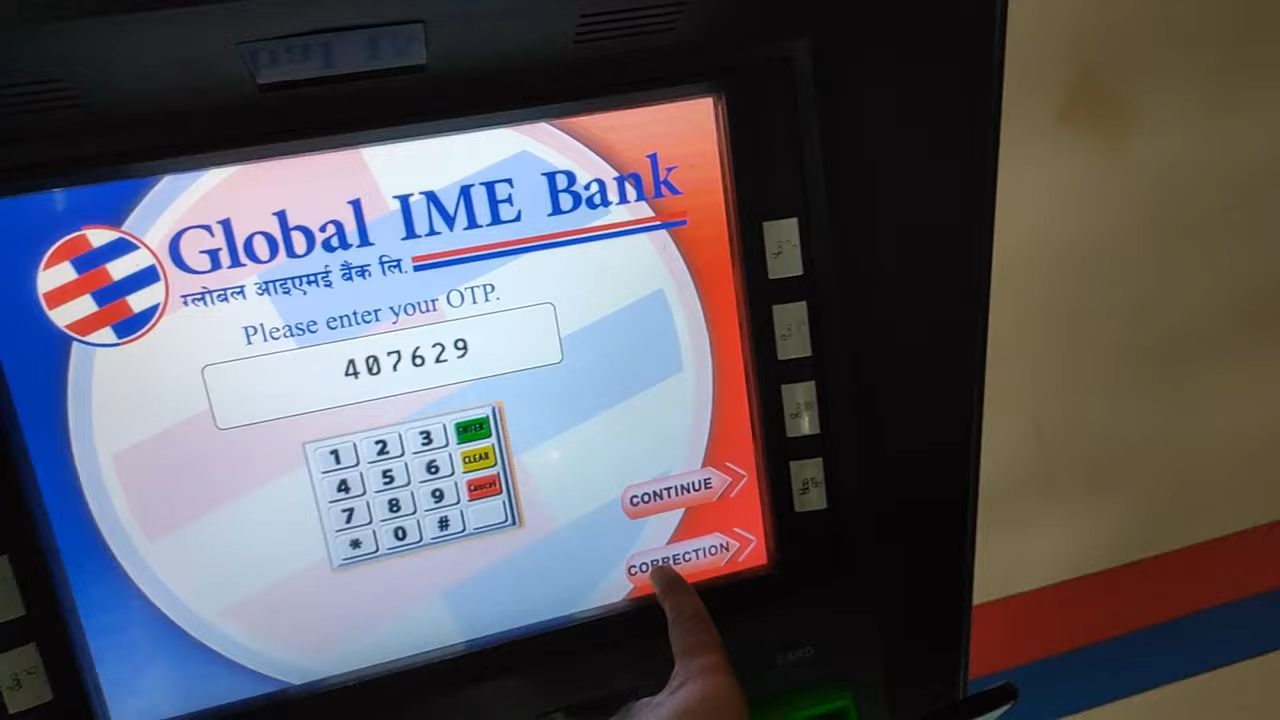 Global IME Bank
ग्लोबल आइएमई बैंक लि.
Please enter your OTP.
407629
1 2 3 ENTER
4 5 6 CLEAR
7 8 9 Cancel
* 0 #
CONTINUE
CORRECTION
CARD